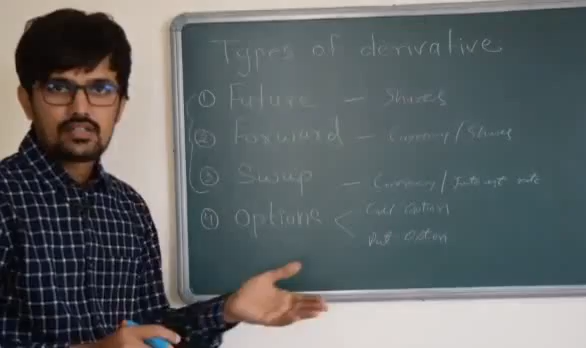 Types of derivative
① Future – Shares
② Forward – Currency / Shares
③ Swap – Currency / Interest rate
④ Options < Call Option
Put Option